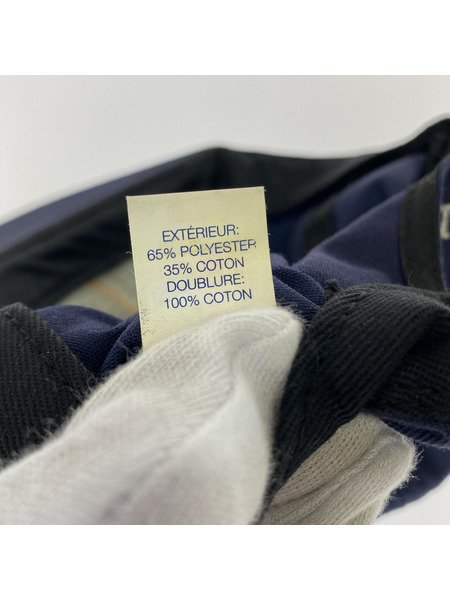 EXTÉRIEUR:
65% POLYESTER
35% COTON
DOUBLURE:
100% COTON